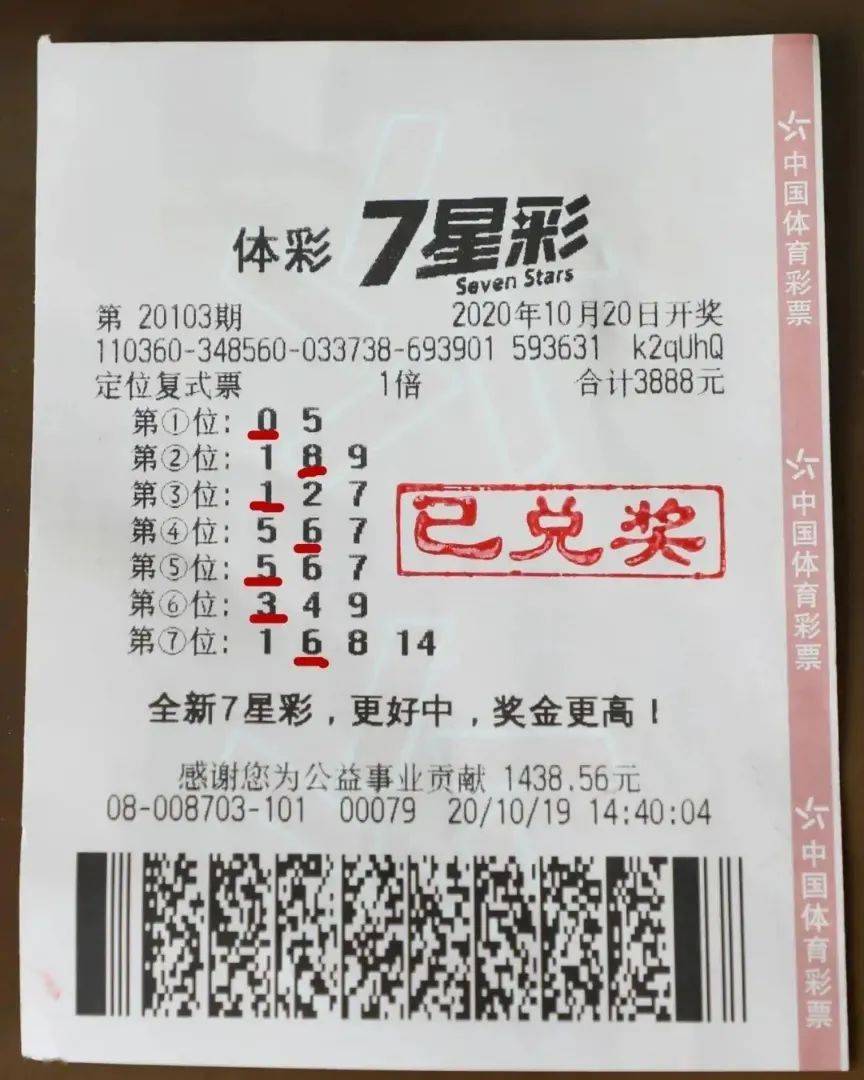 体彩 7星彩
Seven Stars
第 20103期 2020年10月20日开奖
110360-348560-033738-693901 593631 k2qUhQ
定位复式票 1倍 合计3888元
第①位: 0 5
第②位: 1 8 9
第③位: 1 2 7
第④位: 5 6 7
第⑤位: 5 6 7
第⑥位: 3 4 9
第⑦位: 1 6 8 14
已兑奖
全新7星彩，更好中，奖金更高！
感谢您为公益事业贡献 1438.56元
08-008703-101 00079 20/10/19 14:40:04
中国体育彩票
中国体育彩票
中国体育彩票